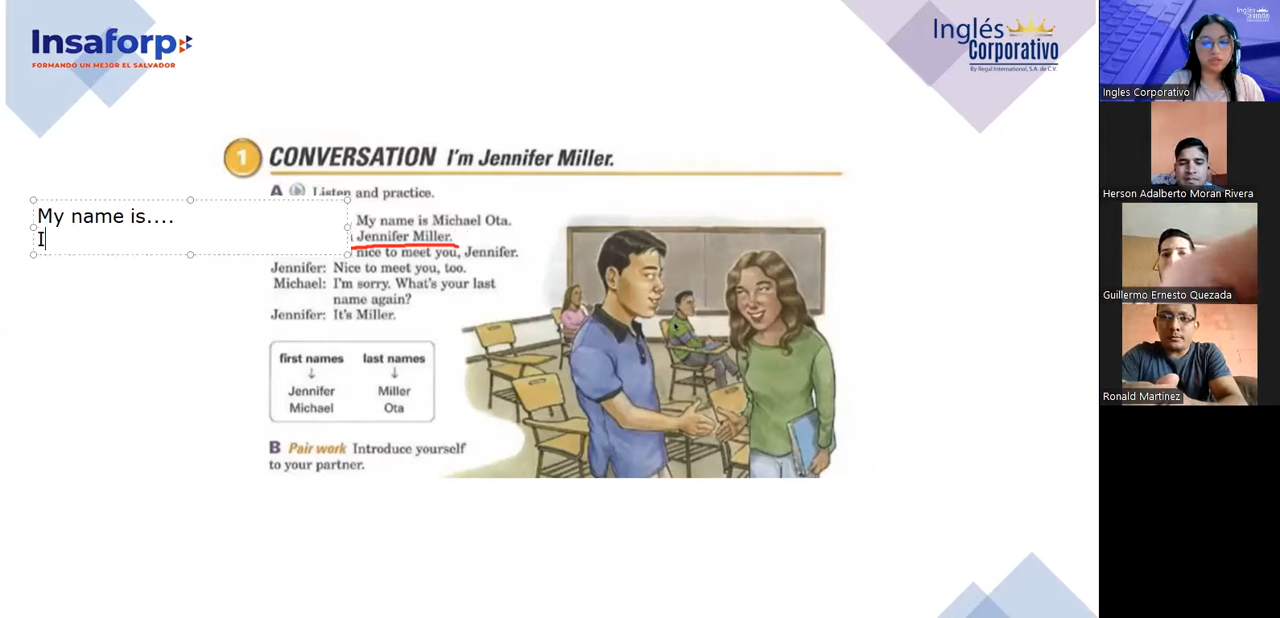 Insaforp
FORMANDO UN MEJOR EL SALVADOR
Inglés
Corporativo
By Regal International, S.A. de C.V.
1 CONVERSATION I'm Jennifer Miller.
A Listen and practice.
My name is....
I
My name is Michael Ota.
Jennifer Miller.
nice to meet you, Jennifer.
Jennifer: Nice to meet you, too.
Michael: I'm sorry. What's your last
name again?
Jennifer: It's Miller.
first names last names
↓ ↓
Jennifer Miller
Michael Ota
B Pair work Introduce yourself
to your partner.
Inglés
Ingles Corporativo
Herson Adalberto Moran Rivera
Guillermo Ernesto Quezada
Ronald Martinez